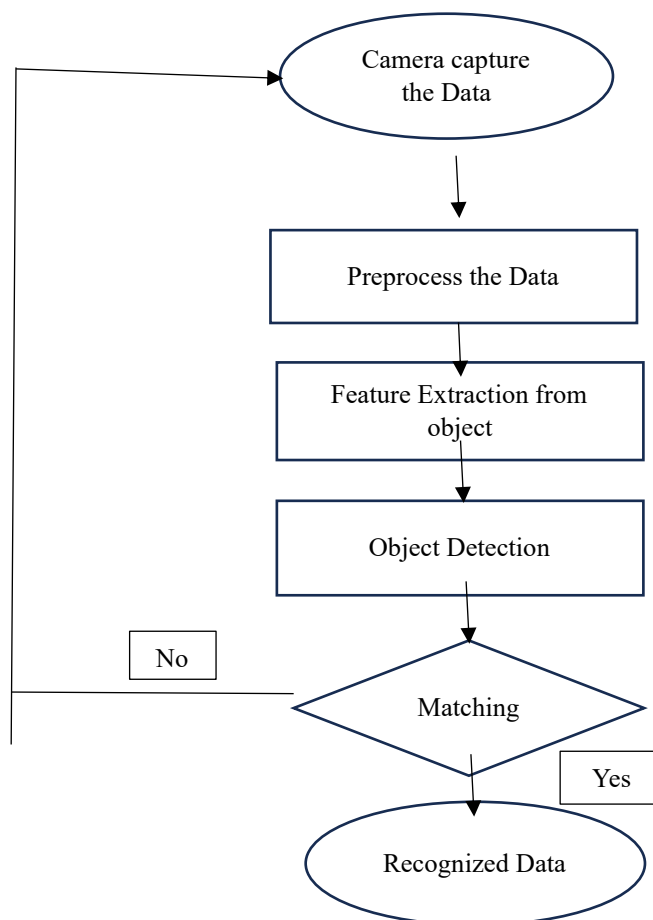 Camera capture
the Data
Preprocess the Data
Feature Extraction from
object
Object Detection
No
Matching
Yes
Recognized Data